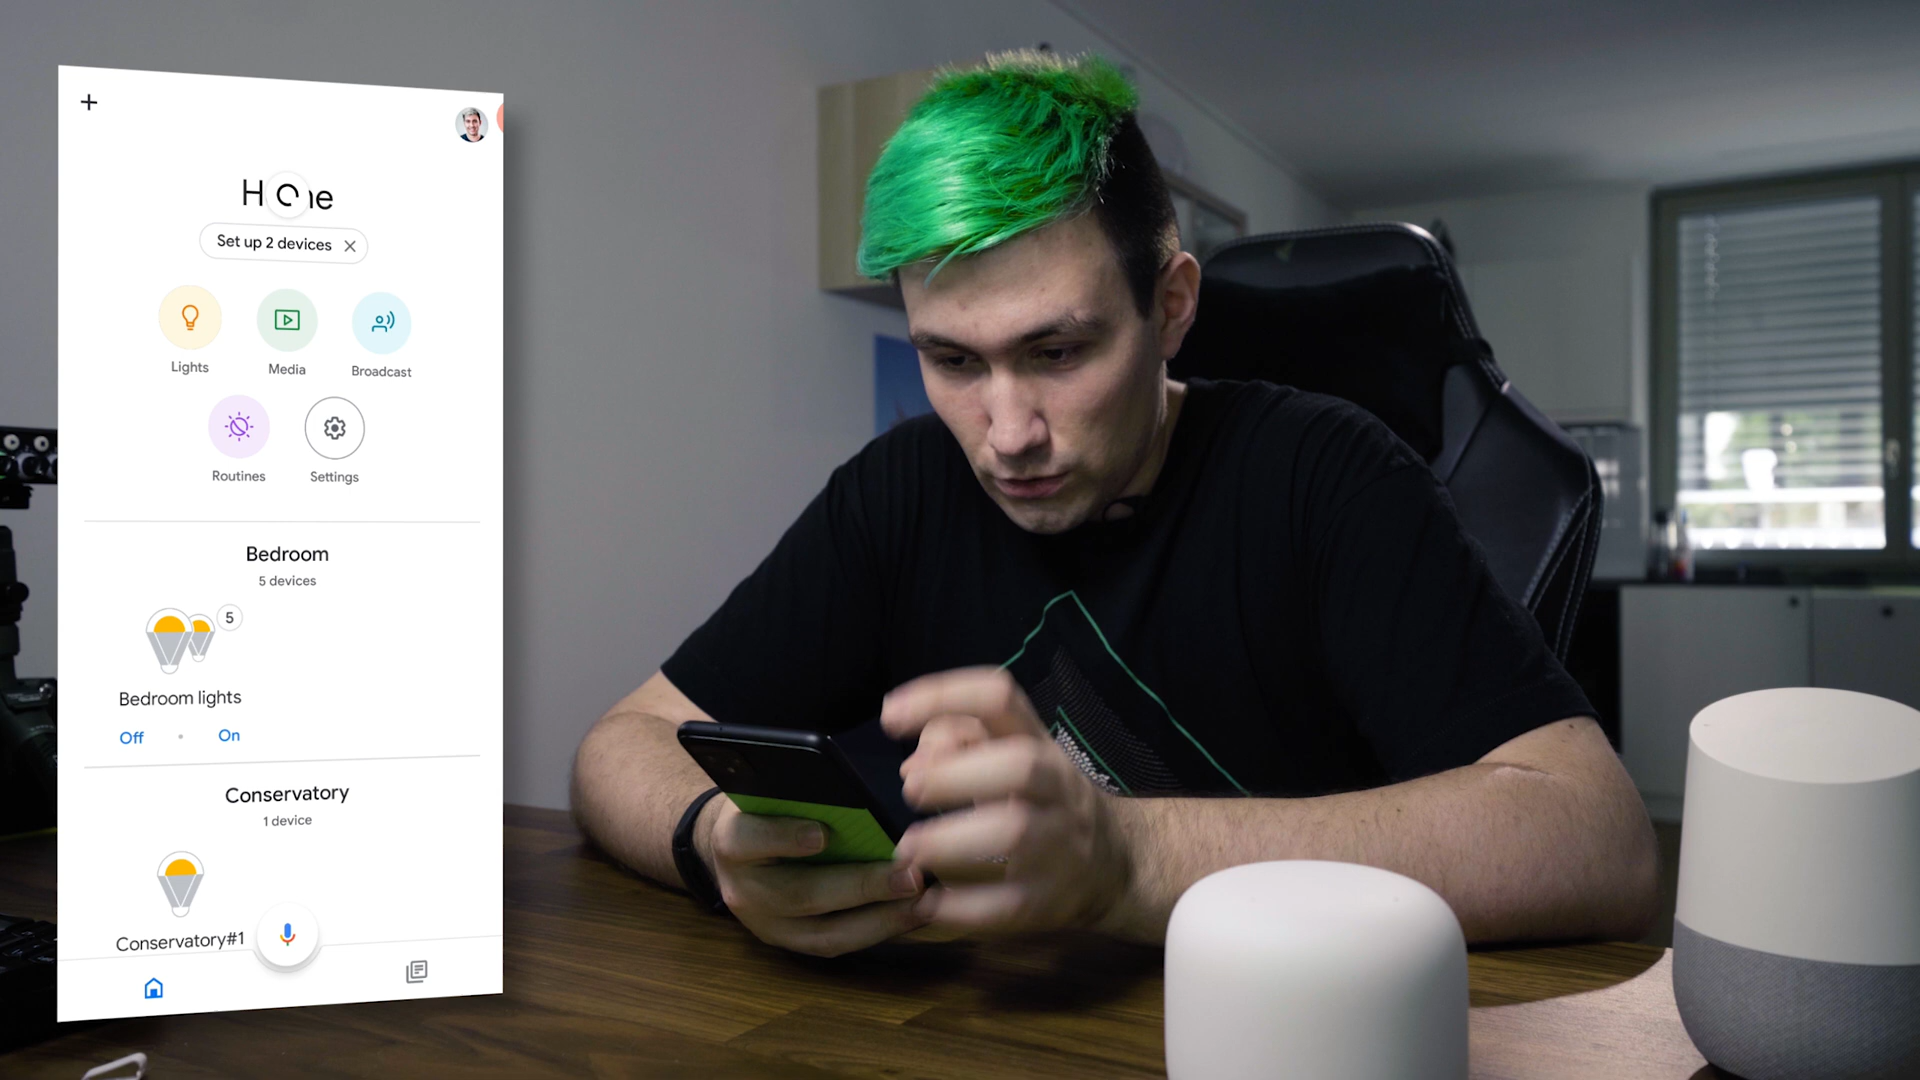 Home
Set up 2 devices
Lights Media Broadcast
Routines Settings
Bedroom
5 devices
5
Bedroom lights
Off • On
Conservatory
1 device
Conservatory#1